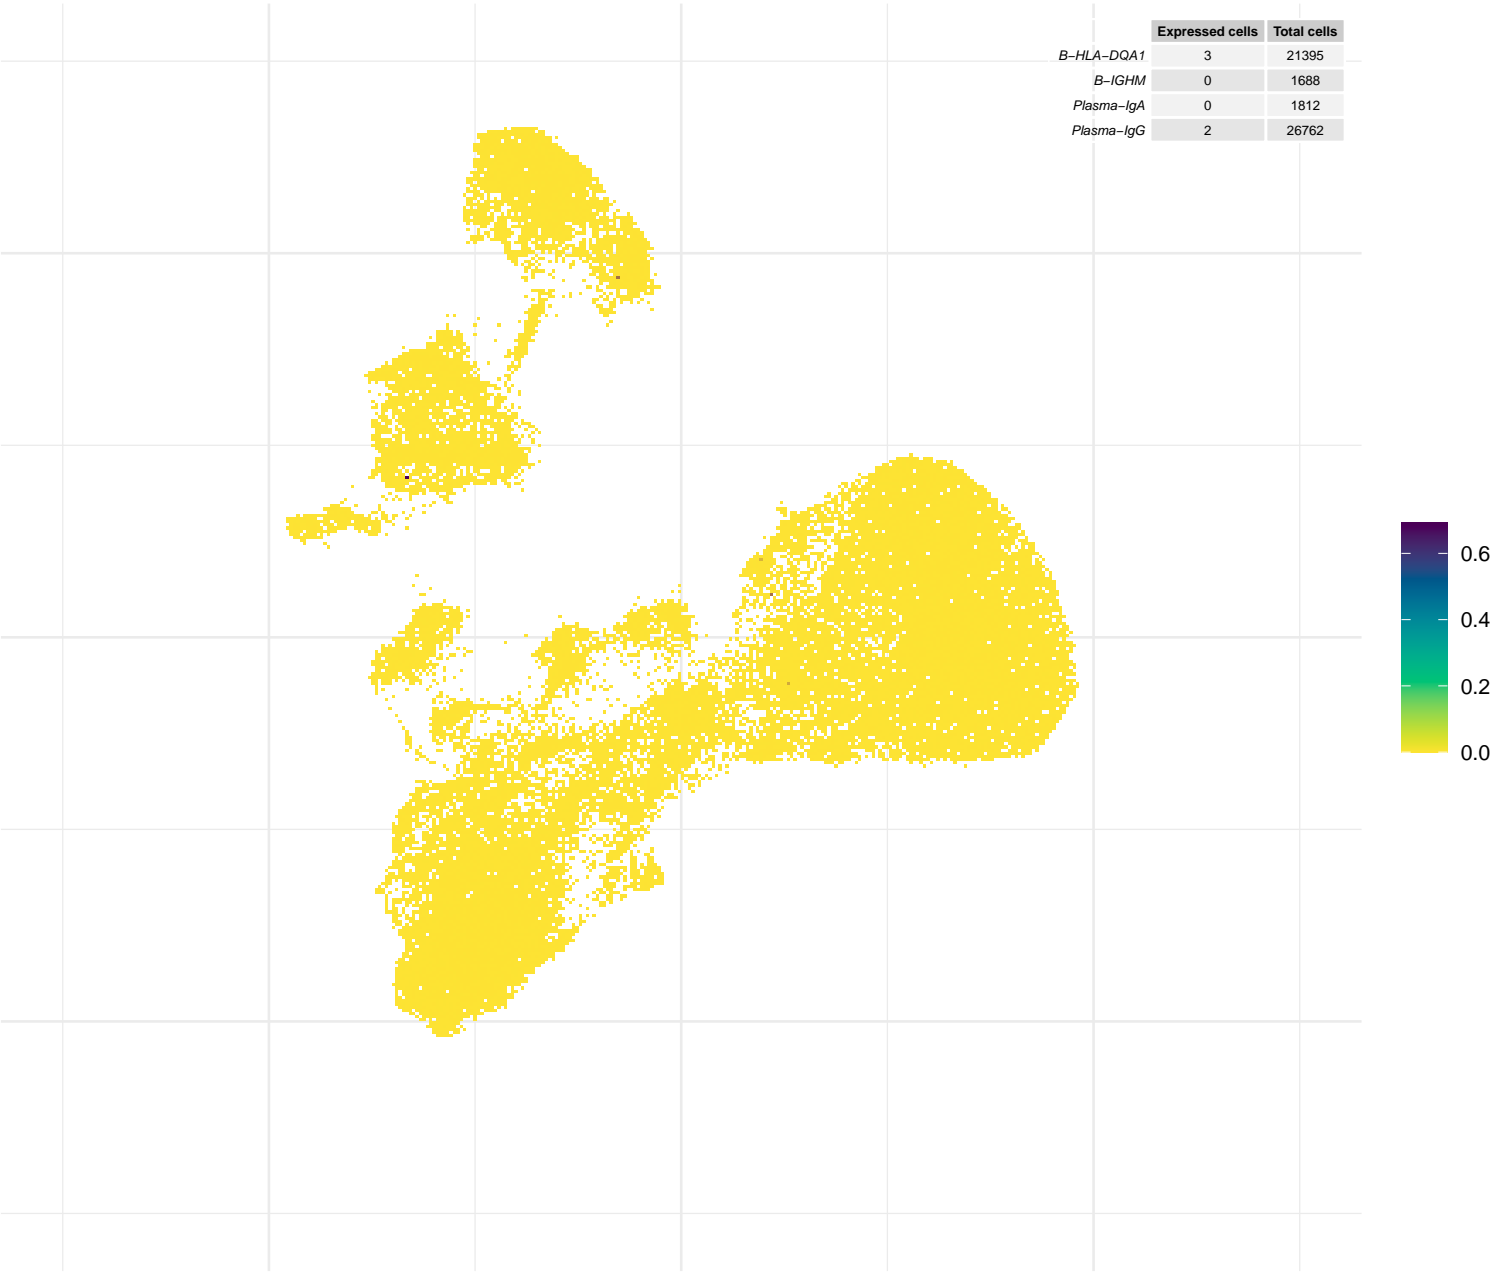 Expressed cells Total cells
B−HLA−DQA1 3 21395
B−IGHM 0 1688
Plasma−IgA 0 1812
Plasma−IgG 2 26762
0.6
0.4
0.2
0.0